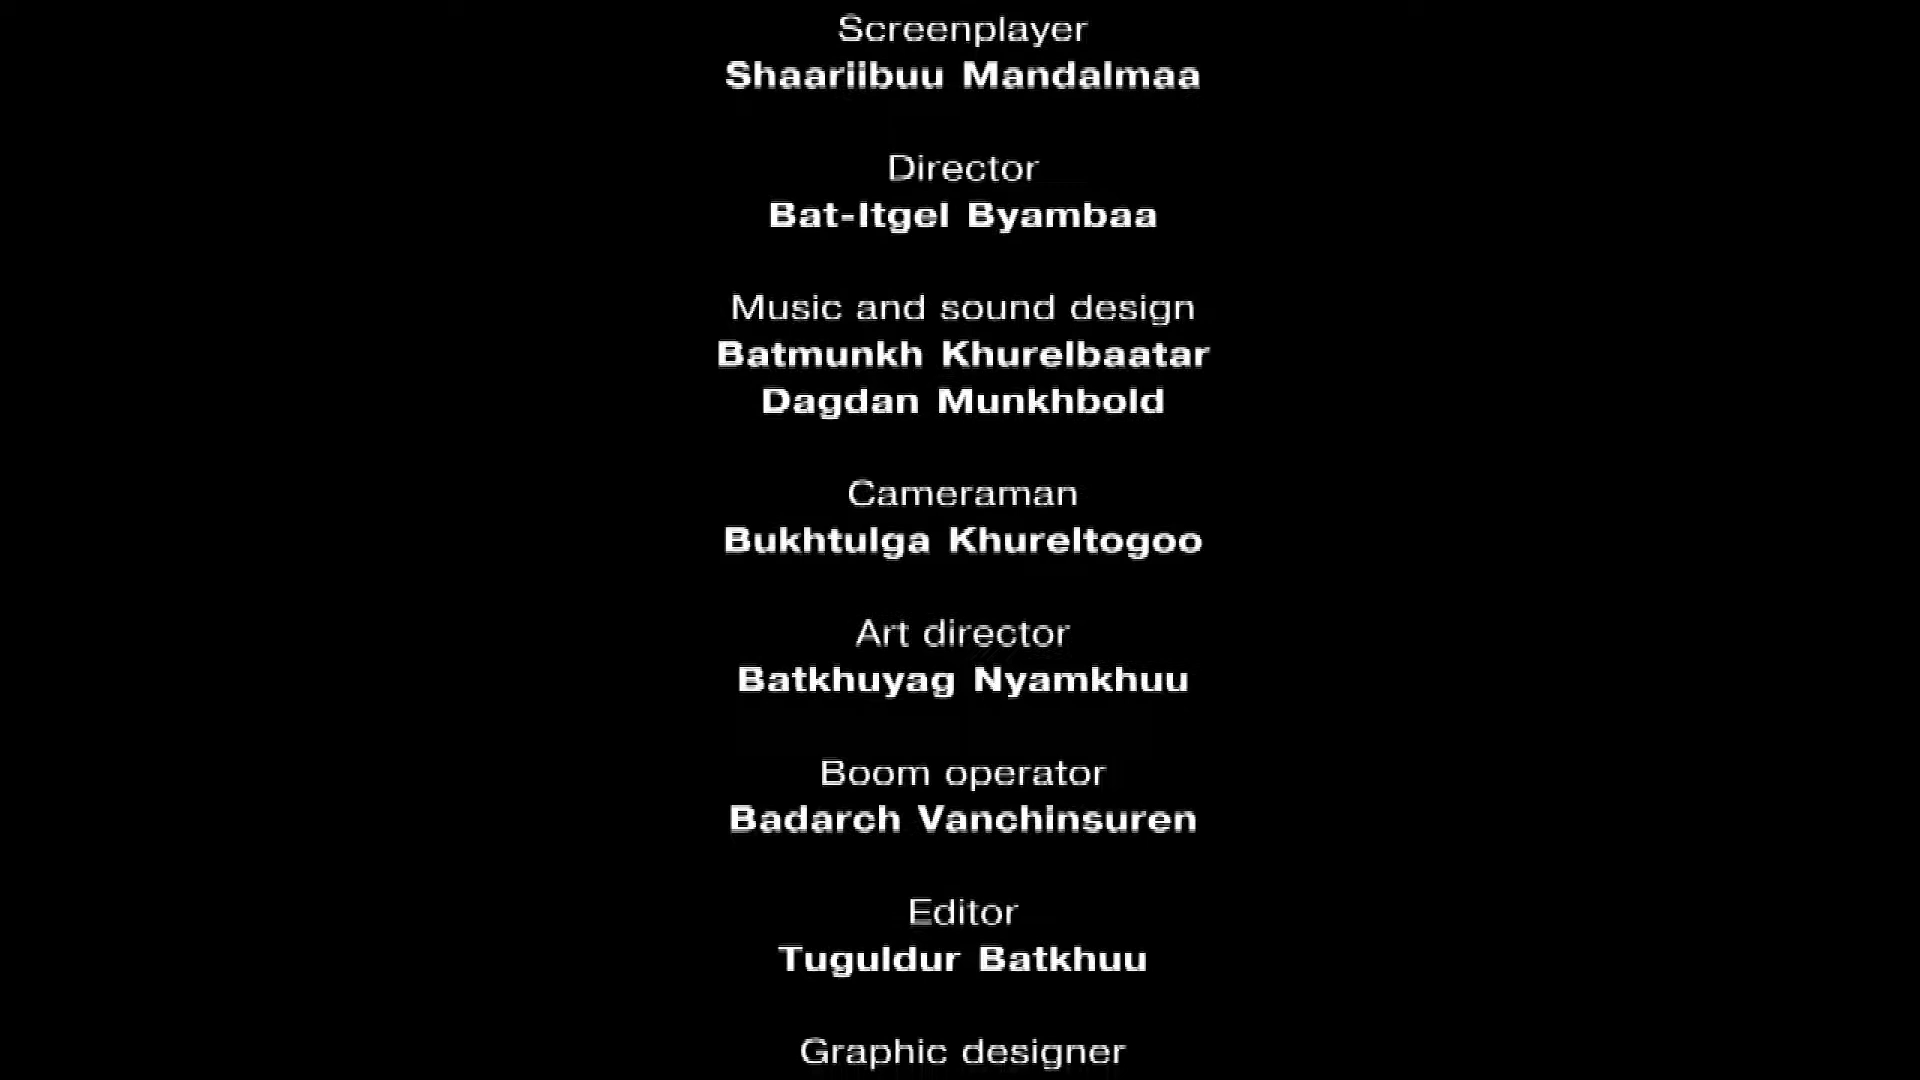 Screenplayer
Shaariibuu Mandalmaa
Director
Bat-Itgel Byambaa
Music and sound design
Batmunkh Khurelbaatar
Dagdan Munkhbold
Cameraman
Bukhtulga Khureltogoo
Art director
Batkhuyag Nyamkhuu
Boom operator
Badarch Vanchinsuren
Editor
Tuguldur Batkhuu
Graphic designer